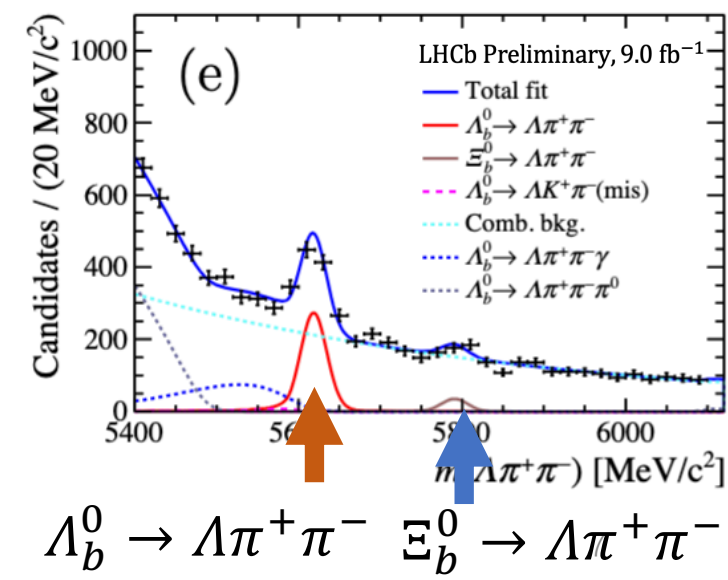 Candidates / (20 MeV/c²)
1000
800
600
400
200
0
(e)
LHCb Preliminary, 9.0 fb⁻¹
Total fit
Λ⁰_b → Λπ⁺π⁻
Ξ⁰_b → Λπ⁺π⁻
Λ⁰_b → ΛK⁺π⁻(mis)
Comb. bkg.
Λ⁰_b → Λπ⁺π⁻γ
Λ⁰_b → Λπ⁺π⁻π⁰
5400 6000
Λπ⁺π⁻) [MeV/c²]
Λ⁰_b → Λπ⁺π⁻ Ξ⁰_b → Λπ⁺π⁻